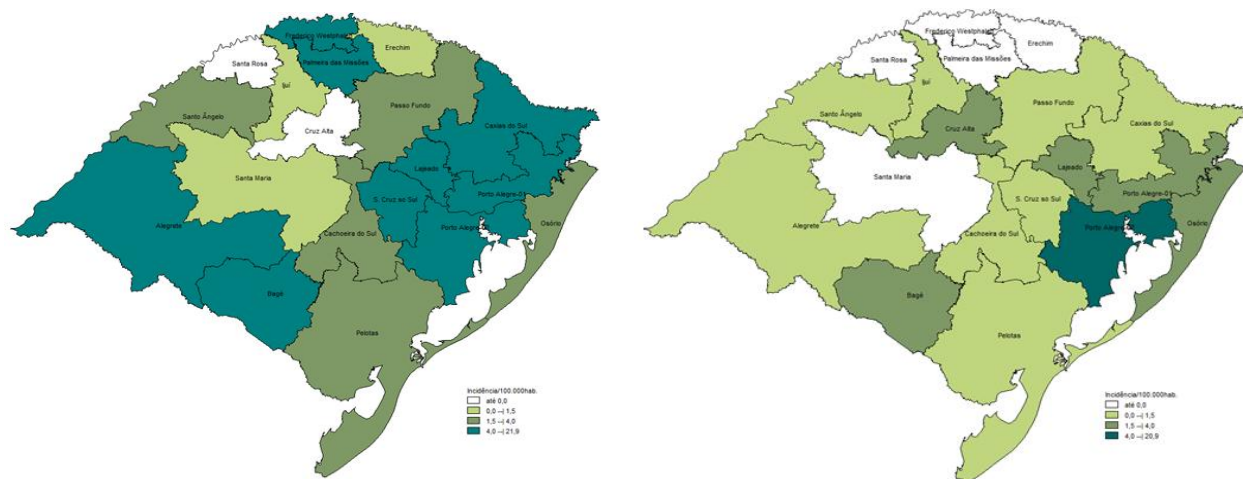 Frederico Westphale
Erechim
Santa Rosa
Palmeira das Missões
Ijuí
Passo Fundo
Santo Ângelo
Cruz Alta
Caxias do Sul
Lajeado
Santa Maria
S. Cruz so Sul
Porto Alegre-01
Alegrete
Porto Alegre
Osório
Cachoeira do Sul
Bagé
Pelotas
Incidência/100.000hab.
até 0,0
0,0 --| 1,5
1,5 --| 4,0
4,0 --| 21,9
Frederico Westphale
Erechim
Santa Rosa
Palmeira das Missões
Ijuí
Passo Fundo
Santo Ângelo
Cruz Alta
Caxias do Sul
Lajeado
Santa Maria
Porto Alegre-01
S. Cruz so Sul
Alegrete
Porto Alegre
Osório
Cachoeira do Sul
Bagé
Pelotas
Incidência/100.000hab.
até 0,0
0,0 --| 1,5
1,5 --| 4,0
4,0 --| 20,9